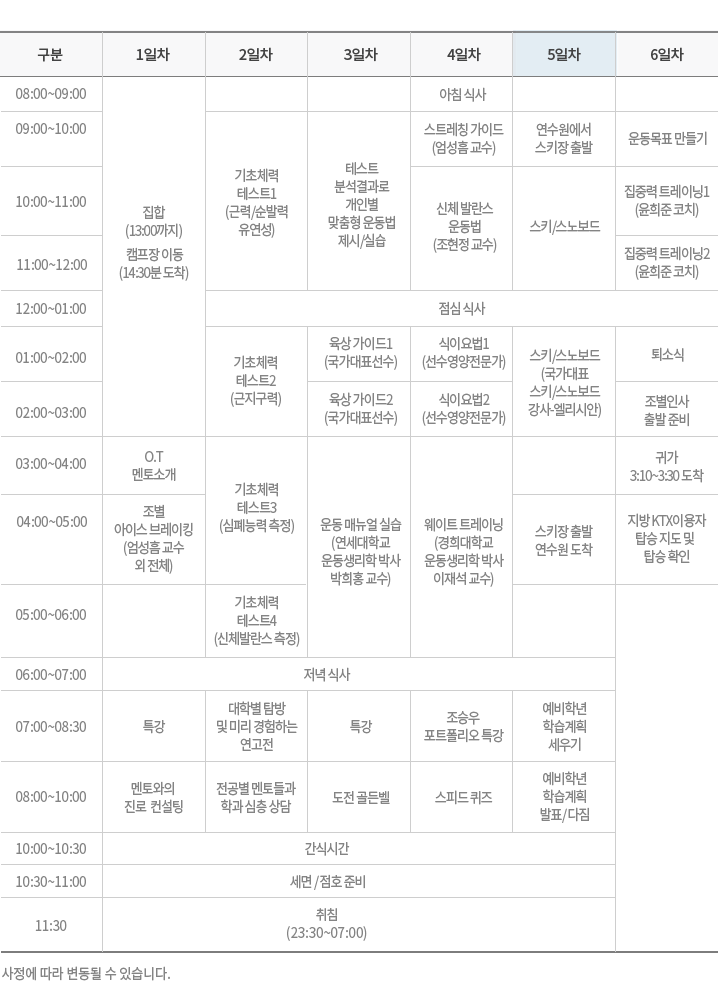 구분 1일차 2일차 3일차 4일차 5일차 6일차
08:00~09:00 아침 식사
09:00~10:00
집합
(13:00까지)
캠프장 이동
(14:30분 도착)
기초체력
테스트1
(근력/순발력
유연성)
테스트
분석결과로
개인별
맞춤형 운동법
제시/실습
스트레칭 가이드
(엄성흠 교수)
연수원에서
스키장 출발
운동목표 만들기
10:00~11:00
신체 발란스
운동법
(조현정 교수)
스키/스노보드
집중력 트레이닝1
(윤희준 코치)
11:00~12:00
집중력 트레이닝2
(윤희준 코치)
12:00~01:00 점심 식사
01:00~02:00
기초체력
테스트2
(근지구력)
육상 가이드1
(국가대표선수)
식이요법1
(선수영양전문가)
스키/스노보드
(국가대표
스키/스노보드
강사-엘리시안)
퇴소식
02:00~03:00
육상 가이드2
(국가대표선수)
식이요법2
(선수영양전문가)
조별인사
출발 준비
03:00~04:00
O.T
멘토소개
기초체력
테스트3
(심폐능력 측정)
운동 매뉴얼 실습
(연세대학교
운동생리학 박사
박희홍 교수)
웨이트 트레이닝
(경희대학교
운동생리학 박사
이재석 교수)
귀가
3:10~3:30 도착
04:00~05:00
조별
아이스 브레이킹
(엄성흠 교수
외 전체)
스키장 출발
연수원 도착
지방 KTX이용자
탑승 지도 및
탑승 확인
05:00~06:00
기초체력
테스트4
(신체발란스 측정)
06:00~07:00 저녁 식사
07:00~08:30
특강
대학별 탐방
및 미리 경험하는
연고전
특강
조승우
포트폴리오 특강
예비학년
학습계획
세우기
08:00~10:00
멘토와의
진로 컨설팅
전공별 멘토들과
학과 심층 상담
도전 골든벨
스피드 퀴즈
예비학년
학습계획
발표/다짐
10:00~10:30 간식시간
10:30~11:00 세면 /점호 준비
11:30
취침
(23:30~07:00)
사정에 따라 변동될 수 있습니다.